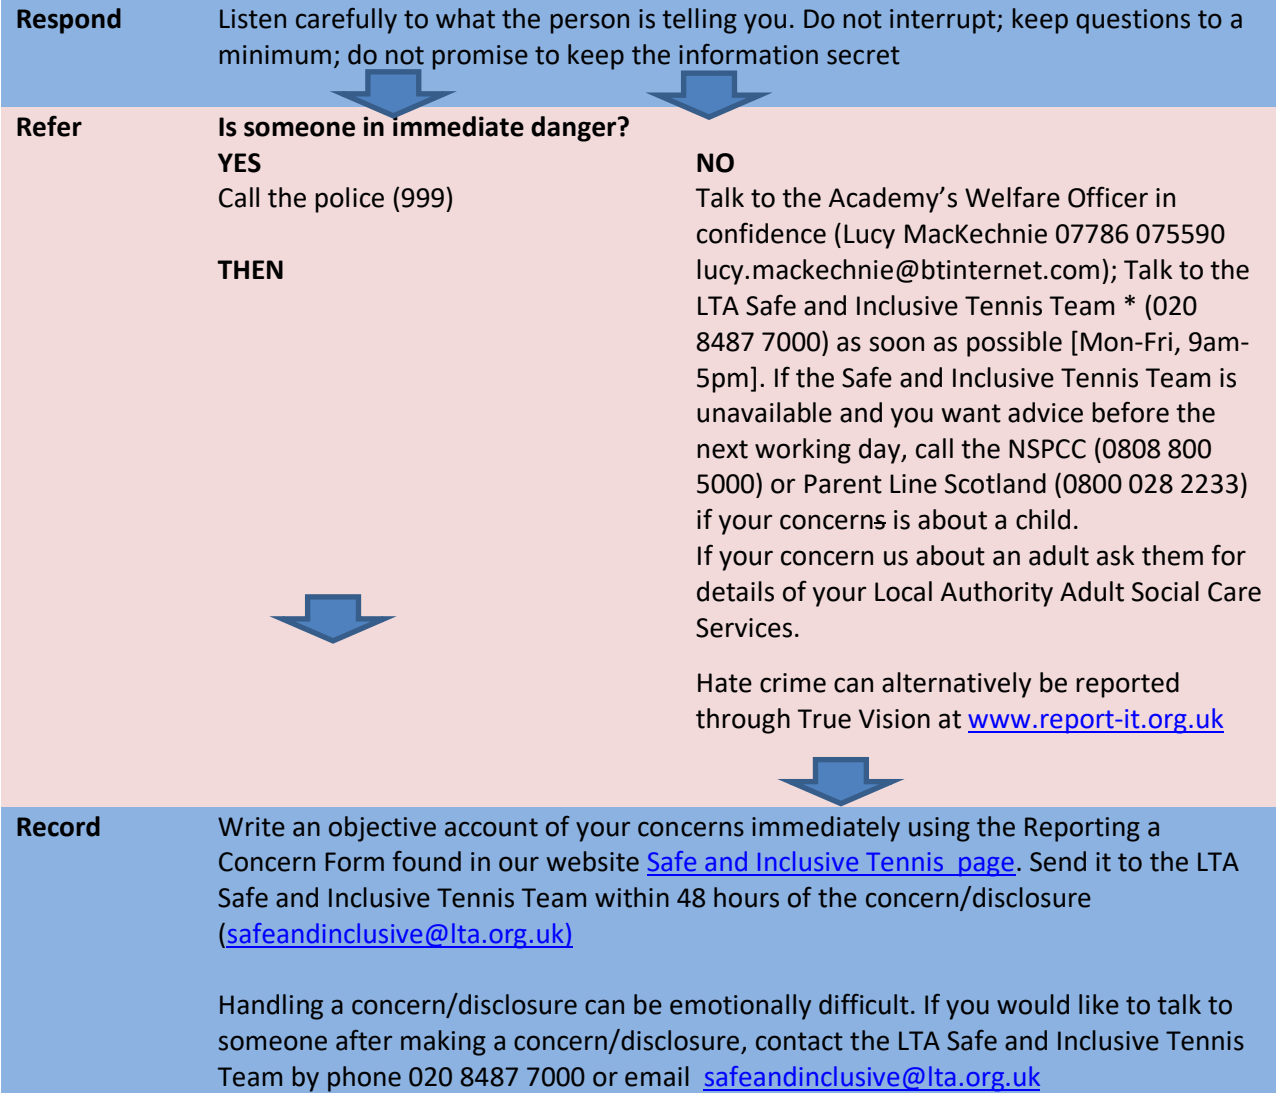 Respond
Listen carefully to what the person is telling you. Do not interrupt; keep questions to a
minimum; do not promise to keep the information secret
Refer
Is someone in immediate danger?
YES
Call the police (999)
THEN
NO
Talk to the Academy’s Welfare Officer in
confidence (Lucy MacKechnie 07786 075590
lucy.mackechnie@btinternet.com); Talk to the
LTA Safe and Inclusive Tennis Team * (020
8487 7000) as soon as possible [Mon-Fri, 9am-
5pm]. If the Safe and Inclusive Tennis Team is
unavailable and you want advice before the
next working day, call the NSPCC (0808 800
5000) or Parent Line Scotland (0800 028 2233)
if your concerns is about a child.
If your concern us about an adult ask them for
details of your Local Authority Adult Social Care
Services.
Hate crime can alternatively be reported
through True Vision at www.report-it.org.uk
Record
Write an objective account of your concerns immediately using the Reporting a
Concern Form found in our website Safe and Inclusive Tennis  page. Send it to the LTA
Safe and Inclusive Tennis Team within 48 hours of the concern/disclosure
(safeandinclusive@lta.org.uk)
Handling a concern/disclosure can be emotionally difficult. If you would like to talk to
someone after making a concern/disclosure, contact the LTA Safe and Inclusive Tennis
Team by phone 020 8487 7000 or email  safeandinclusive@lta.org.uk